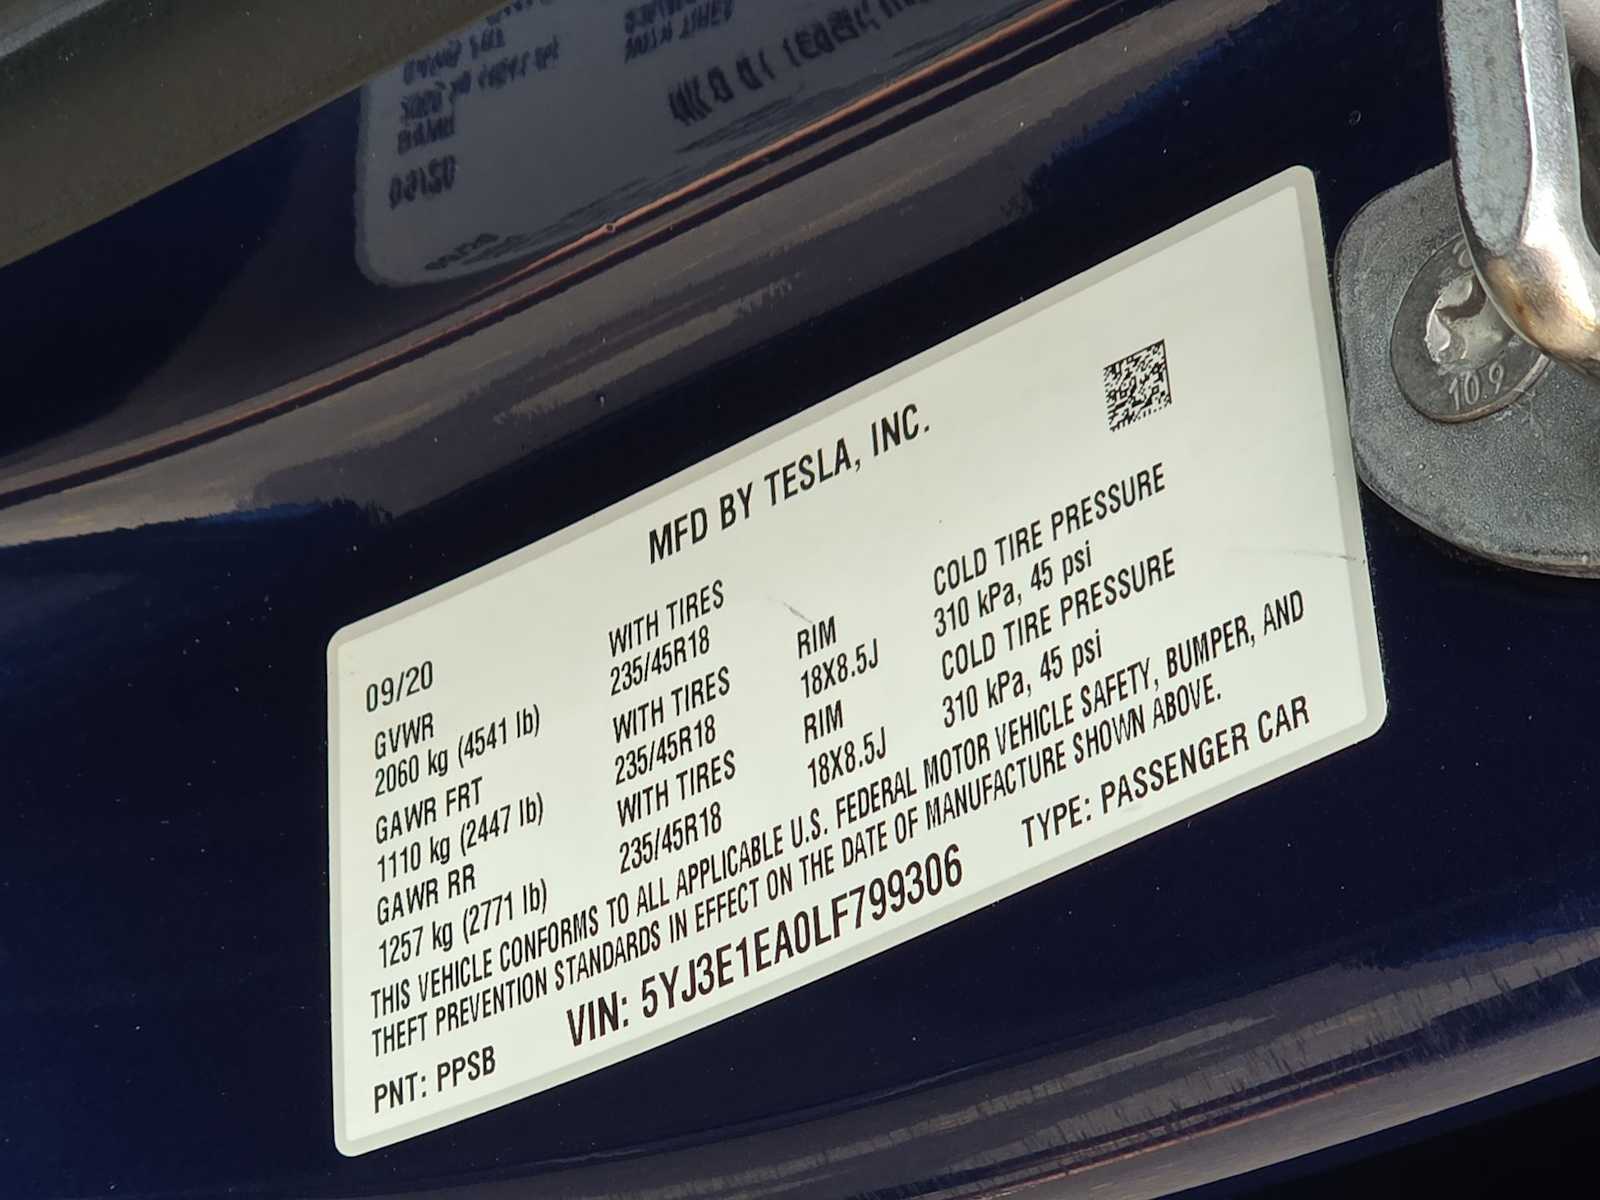 MFD BY TESLA, INC.
09/20
GVWR WITH TIRES RIM COLD TIRE PRESSURE
2060 kg (4541 lb) 235/45R18 18X8.5J 310 kPa, 45 psi
GAWR FRT WITH TIRES RIM COLD TIRE PRESSURE
1110 kg (2447 lb) 235/45R18 18X8.5J 310 kPa, 45 psi
GAWR RR WITH TIRES
1257 kg (2771 lb) 235/45R18
THIS VEHICLE CONFORMS TO ALL APPLICABLE U.S. FEDERAL MOTOR VEHICLE SAFETY, BUMPER, AND
THEFT PREVENTION STANDARDS IN EFFECT ON THE DATE OF MANUFACTURE SHOWN ABOVE.
VIN: 5YJ3E1EA0LF799306 TYPE: PASSENGER CAR
PNT: PPSB
10.9